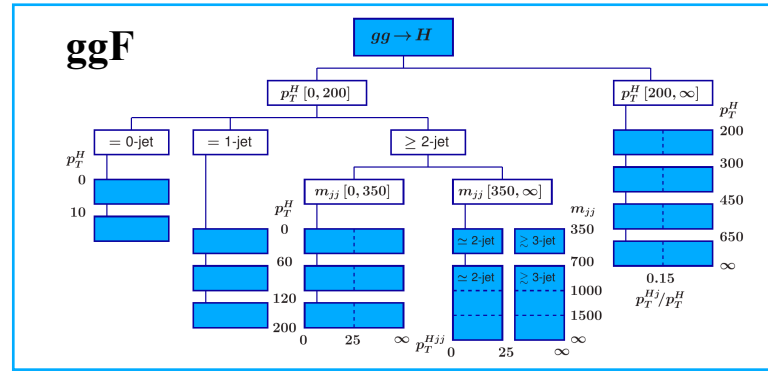 ggF
gg → H
p_T^H [0, 200]
p_T^H [200, ∞]
= 0-jet
= 1-jet
≥ 2-jet
p_T^H
0
10
m_jj [0, 350]
m_jj [350, ∞]
p_T^H
0
60
120
200
0
25
∞
≃ 2-jet
≳ 3-jet
≃ 2-jet
≳ 3-jet
m_jj
350
700
1000
1500
∞
p_T^Hjj
0
25
∞
p_T^H
200
300
450
650
∞
0.15
p_T^Hj/p_T^H